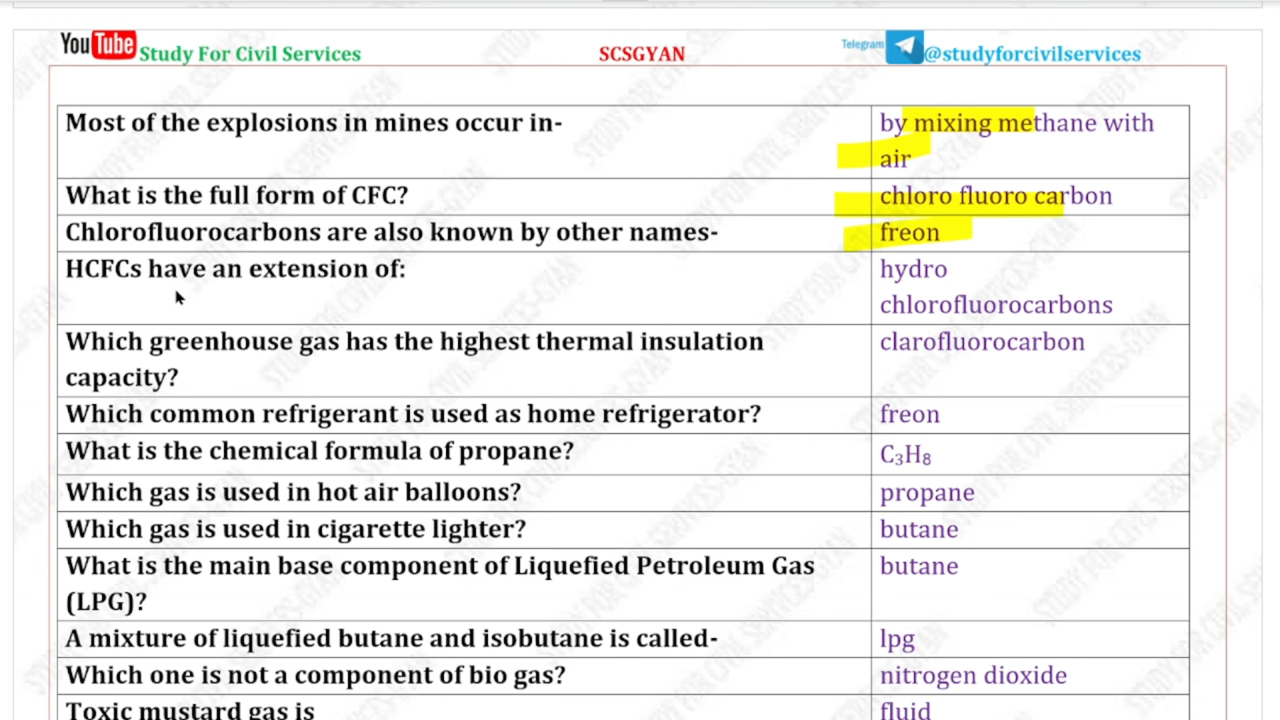 YouTube Study For Civil Services SCSGYAN Telegram @studyforcivilservices
Most of the explosions in mines occur in- by mixing methane with
air
What is the full form of CFC? chloro fluoro carbon
Chlorofluorocarbons are also known by other names- freon
HCFCs have an extension of: hydro
chlorofluorocarbons
Which greenhouse gas has the highest thermal insulation clarofluorocarbon
capacity?
Which common refrigerant is used as home refrigerator? freon
What is the chemical formula of propane? C₃H₈
Which gas is used in hot air balloons? propane
Which gas is used in cigarette lighter? butane
What is the main base component of Liquefied Petroleum Gas butane
(LPG)?
A mixture of liquefied butane and isobutane is called- lpg
Which one is not a component of bio gas? nitrogen dioxide
Toxic mustard gas is fluid